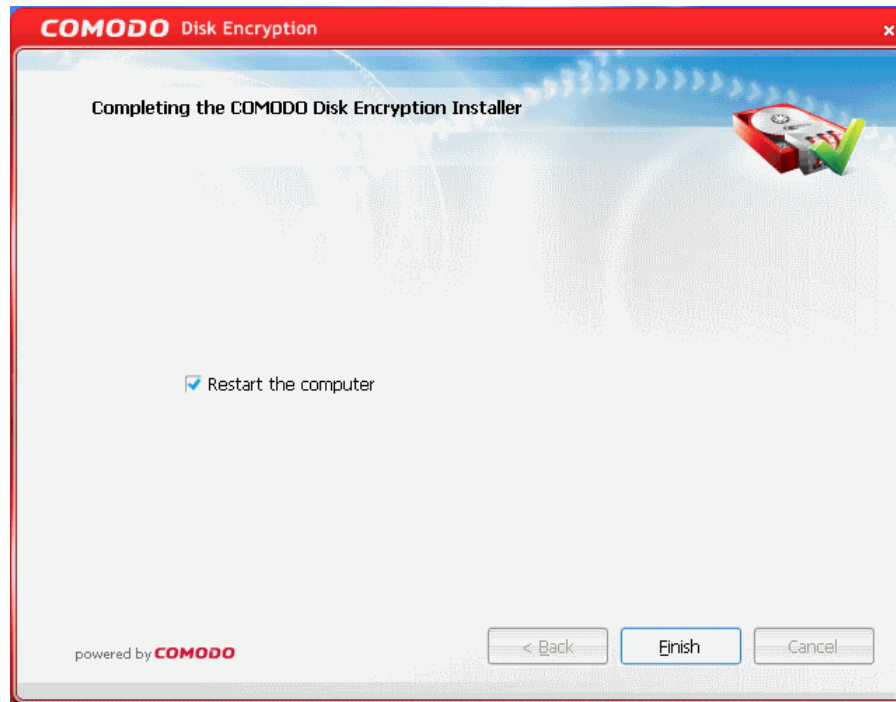 COMODO Disk Encryption
Completing the COMODO Disk Encryption Installer
Restart the computer
powered by COMODO
< Back
Finish
Cancel